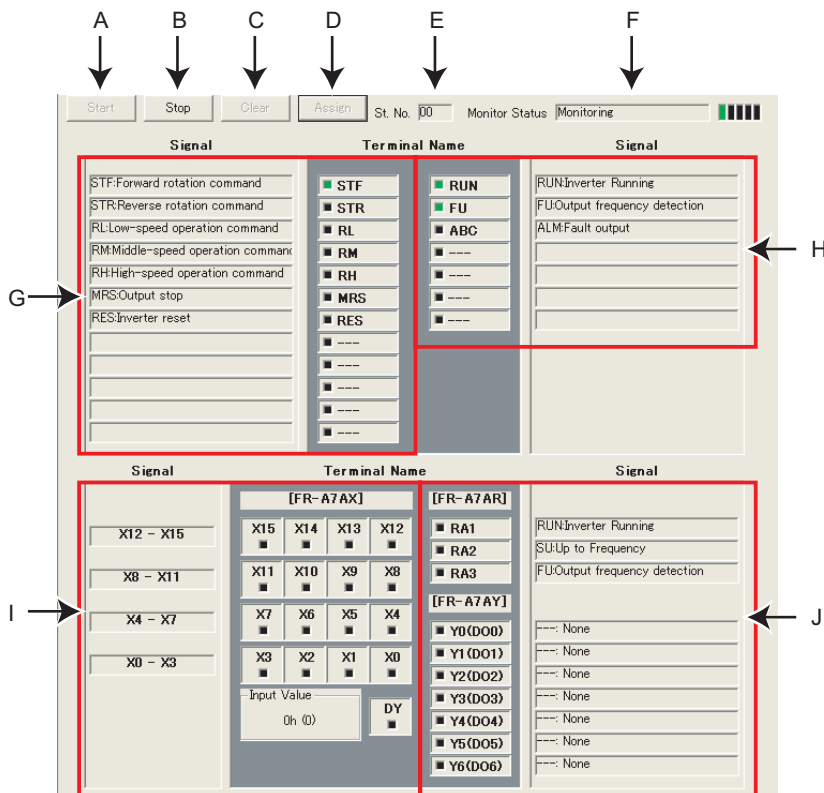 A B C D E F
Start Stop Clear Assign St. No. 00 Monitor Status Monitoring
Signal Terminal Name Signal
STF:Forward rotation command STF RUN RUN:Inverter Running
STR:Reverse rotation command STR FU FU:Output frequency detection
RL:Low-speed operation command RL ABC ALM:Fault output
RM:Middle-speed operation comman RM ---
H
RH:High-speed operation command RH ---
G
MRS:Output stop MRS ---
RES:Inverter reset RES ---
---
---
---
---
---
Signal Terminal Name Signal
[FR-A7AX] [FR-A7AR]
X12 - X15 X15 X14 X13 X12 RA1 RUN:Inverter Running
RA2 SU:Up to Frequency
X8 - X11 X11 X10 X9 X8 RA3 FU:Output frequency detection
[FR-A7AY]
I
X4 - X7 X7 X6 X5 X4
J
Y0(DO0) ---: None
X0 - X3 X3 X2 X1 X0 Y1(DO1) ---: None
Y2(DO2) ---: None
Input Value Y3(DO3) ---: None
0h (0) DY Y4(DO4) ---: None
Y5(DO5) ---: None
Y6(DO6) ---: None